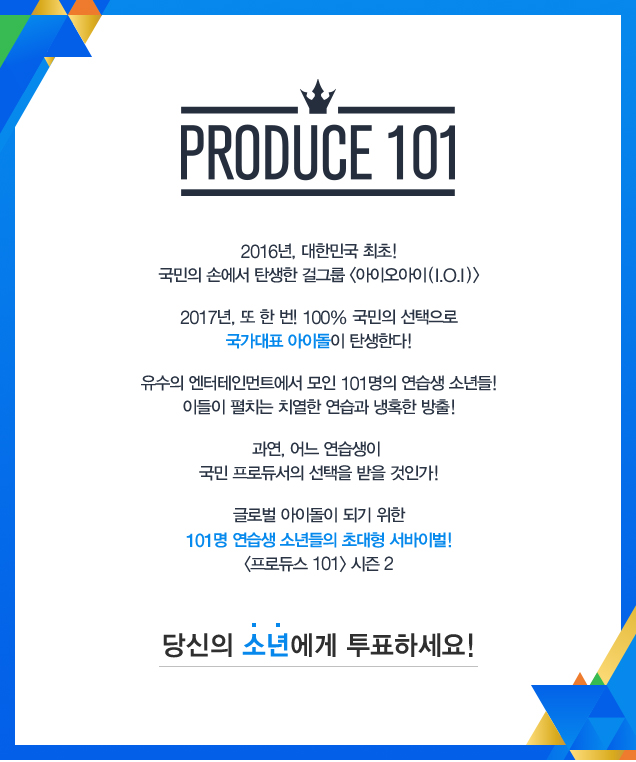 PRODUCE 101
2016년, 대한민국 최초!
국민의 손에서 탄생한 걸그룹 <아이오아이(I.O.I)>
2017년, 또 한 번! 100% 국민의 선택으로
국가대표 아이돌이 탄생한다!
유수의 엔터테인먼트에서 모인 101명의 연습생 소년들!
이들이 펼치는 치열한 연습과 냉혹한 방출!
과연, 어느 연습생이
국민 프로듀서의 선택을 받을 것인가!
글로벌 아이돌이 되기 위한
101명 연습생 소년들의 초대형 서바이벌!
<프로듀스 101> 시즌 2
당신의 소년에게 투표하세요!